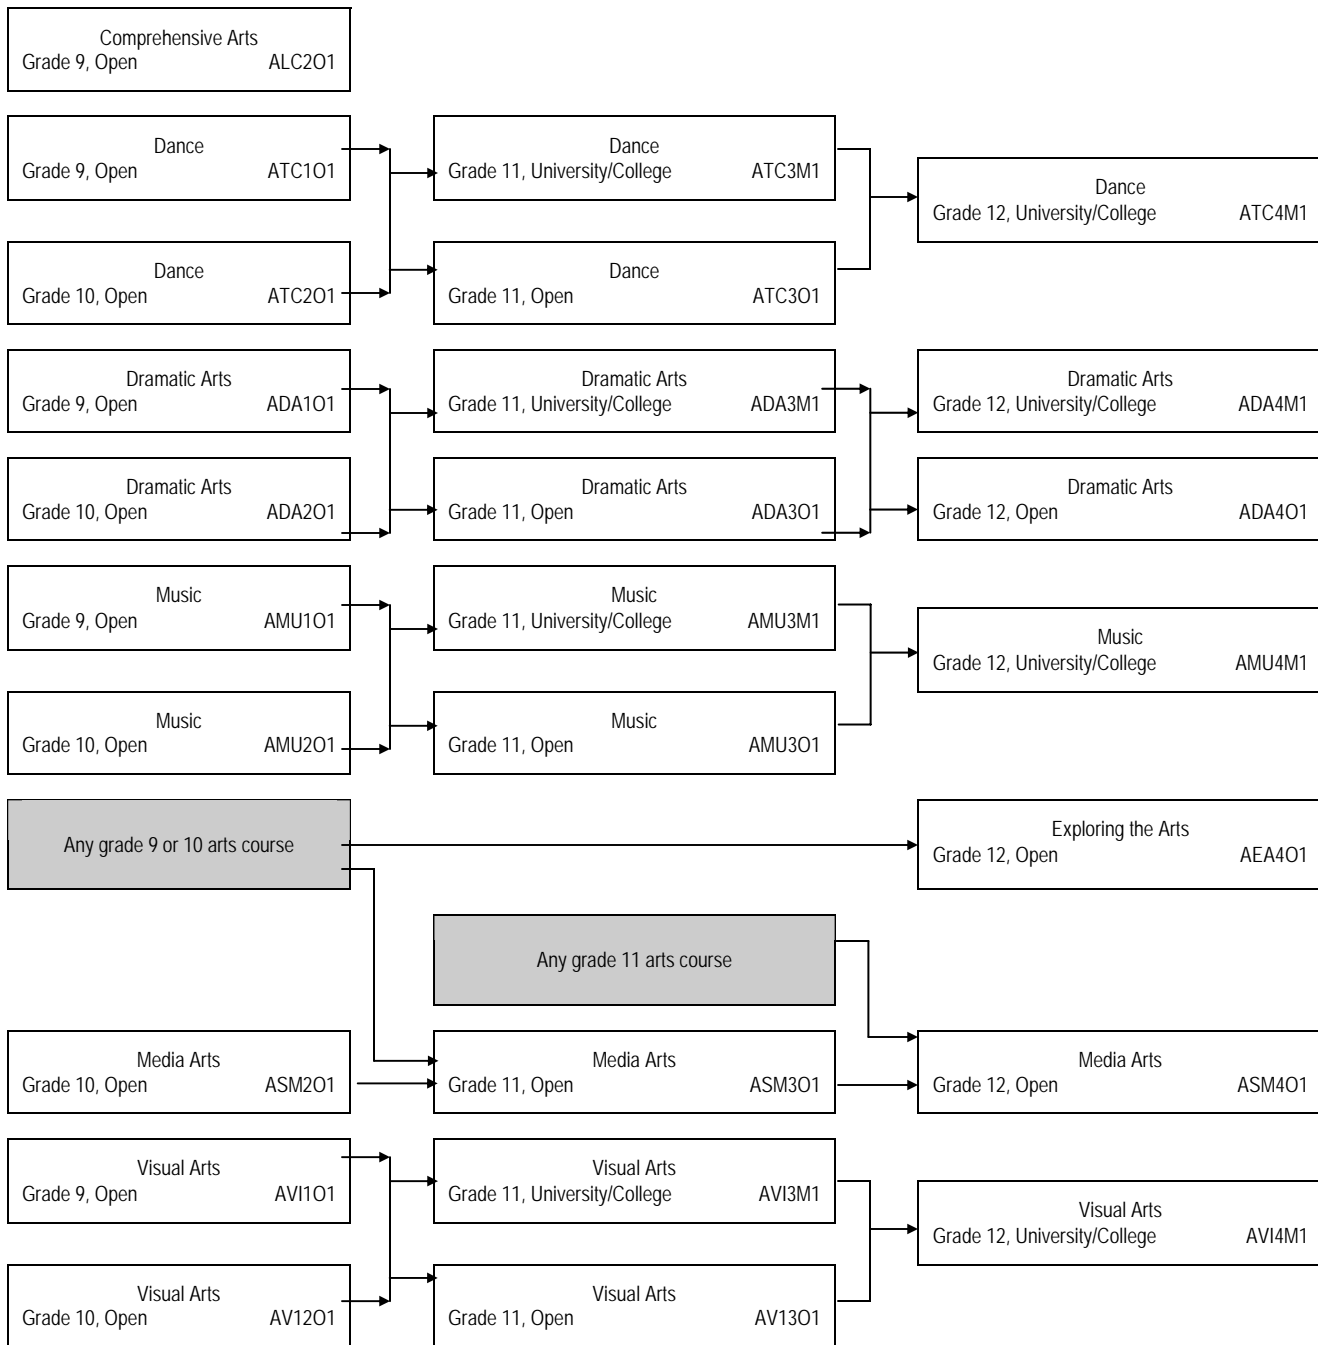 Comprehensive Arts
Grade 9, Open ALC2O1
Dance
Grade 9, Open ATC1O1
Dance
Grade 11, University/College ATC3M1
Dance
Grade 12, University/College ATC4M1
Dance
Grade 10, Open ATC2O1
Dance
Grade 11, Open ATC3O1
Dramatic Arts
Grade 9, Open ADA1O1
Dramatic Arts
Grade 11, University/College ADA3M1
Dramatic Arts
Grade 12, University/College ADA4M1
Dramatic Arts
Grade 10, Open ADA2O1
Dramatic Arts
Grade 11, Open ADA3O1
Dramatic Arts
Grade 12, Open ADA4O1
Music
Grade 9, Open AMU1O1
Music
Grade 11, University/College AMU3M1
Music
Grade 12, University/College AMU4M1
Music
Grade 10, Open AMU2O1
Music
Grade 11, Open AMU3O1
Any grade 9 or 10 arts course
Exploring the Arts
Grade 12, Open AEA4O1
Any grade 11 arts course
Media Arts
Grade 10, Open ASM2O1
Media Arts
Grade 11, Open ASM3O1
Media Arts
Grade 12, Open ASM4O1
Visual Arts
Grade 9, Open AVI1O1
Visual Arts
Grade 11, University/College AVI3M1
Visual Arts
Grade 12, University/College AVI4M1
Visual Arts
Grade 10, Open AV12O1
Visual Arts
Grade 11, Open AV13O1